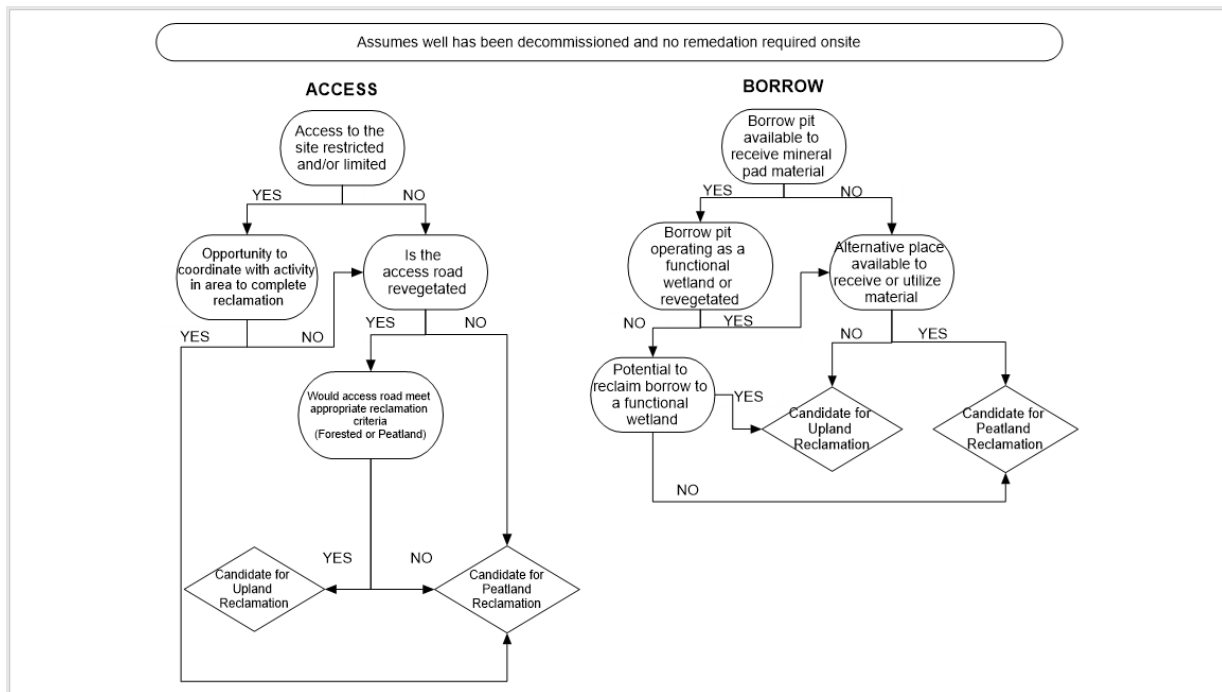 Assumes well has been decommissioned and no remedation required onsite
ACCESS
Access to the
site restricted
and/or limited
YES
NO
Opportunity to
coordinate with activity
in area to complete
reclamation
Is the
access road
revegetated
YES
NO
YES
NO
Would access road meet
appropriate reclamation
criteria
(Forested or Peatland)
YES
NO
Candidate for
Upland
Reclamation
Candidate for
Peatland
Reclamation
BORROW
Borrow pit
available to
receive mineral
pad material
YES
NO
Borrow pit
operating as a
functional
wetland or
revegetated
Alternative place
available to
receive or utilize
material
NO
YES
NO
YES
Potential to
reclaim borrow to
a functional
wetland
YES
Candidate for
Upland
Reclamation
Candidate for
Peatland
Reclamation
NO